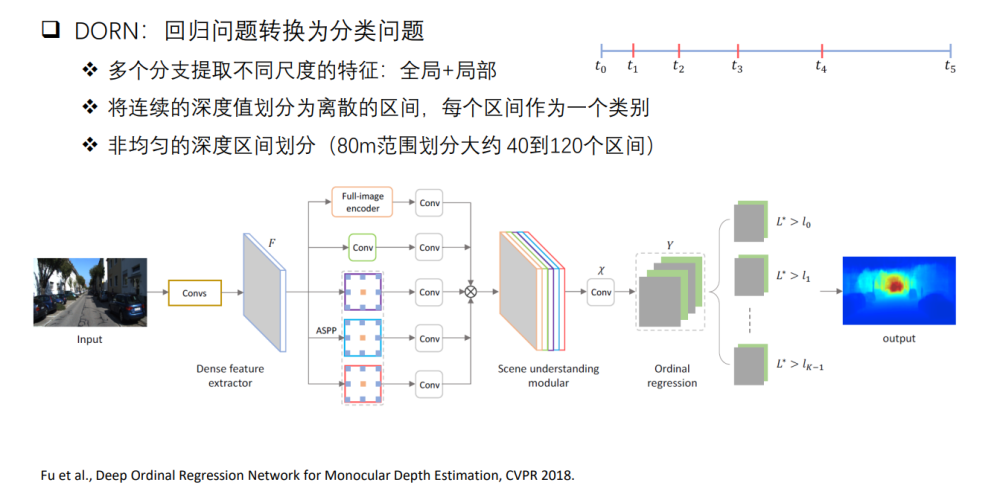 DORN：回归问题转换为分类问题
多个分支提取不同尺度的特征：全局+局部
将连续的深度值划分为离散的区间，每个区间作为一个类别
非均匀的深度区间划分（80m范围划分大约 40到120个区间）
t₀ t₁ t₂ t₃ t₄ t₅
Input
Convs
F
Dense feature
extractor
Full-image
encoder
Conv
Conv
Conv
Conv
ASPP
Conv
Conv
Scene understanding
modular
χ
Conv
Y
Ordinal
regression
L* > l₀
L* > l₁
L* > lK−1
output
Fu et al., Deep Ordinal Regression Network for Monocular Depth Estimation, CVPR 2018.